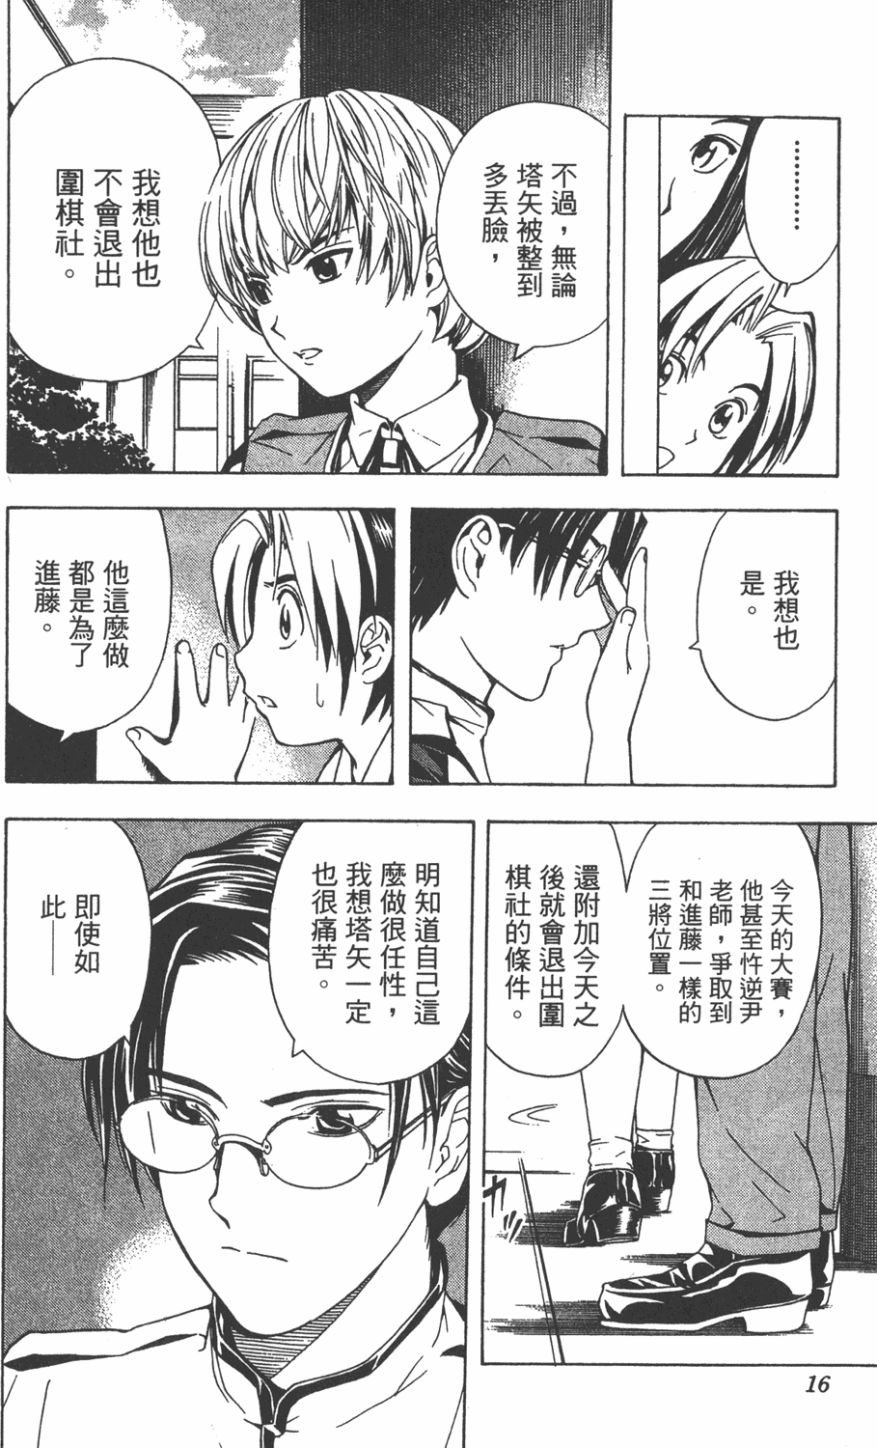 ………
不過，無論
塔矢被整到
多丟臉，
我想他也
不會退出
圍棋社。
我想也
是。
他這麼做
都是為了
進藤。
今天的大賽，
他甚至忤逆尹
老師，爭取到
和進藤一樣的
三將位置。
還附加今天之
後就會退出圍
棋社的條件。
カッ
明知道自己這
麼做很任性，
我想塔矢一定
也很痛苦。
即使如
此——
16